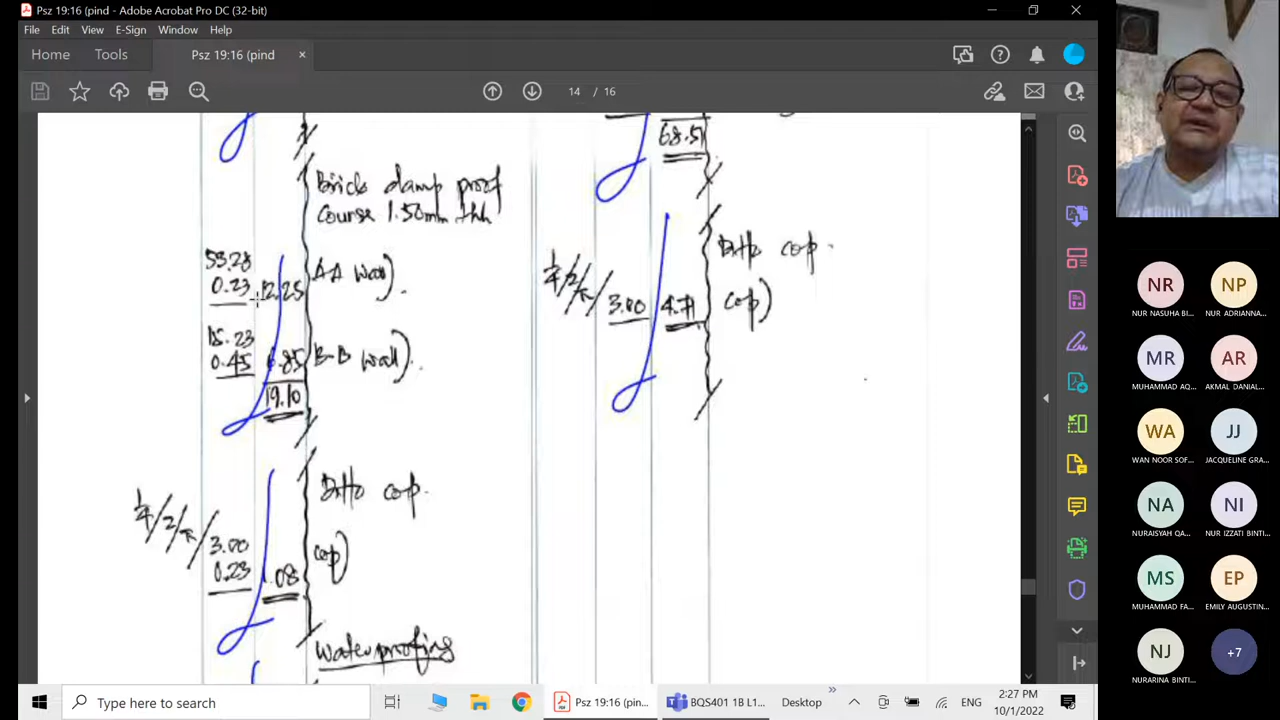 Psz 19:16 (pind - Adobe Acrobat Pro DC (32-bit)
File Edit View E-Sign Window Help
Home Tools Psz 19:16 (pind ×
14 / 16
Brick damp proof
course 1.50mm thk
53.28
0.23 12.25 AA wall)
15.23
0.45 6.85 B-B wall)
19.10
Ditto cop.
1/4/2/π/ 3.00
0.23 1.08 cop)
Waterproofing
68.51
Ditto cop.
1/4/2/π/ 3.00 4.71 cop)
NR NP
NUR NASUHA BI... NUR ADRIANNA...
MR AR
MUHAMMAD AQ... AKMAL DANIAL...
WA JJ
WAN NOOR SOF... JACQUELINE GRA...
NA NI
NURAISYAH QA... NUR IZZATI BINTI...
MS EP
MUHAMMAD FA... EMILY AUGUSTIN...
NJ +7
NURARINA BINTI...
Type here to search
Psz 19:16 (pin...
BQS401 1B L1...
Desktop
ENG
2:27 PM
10/1/2022